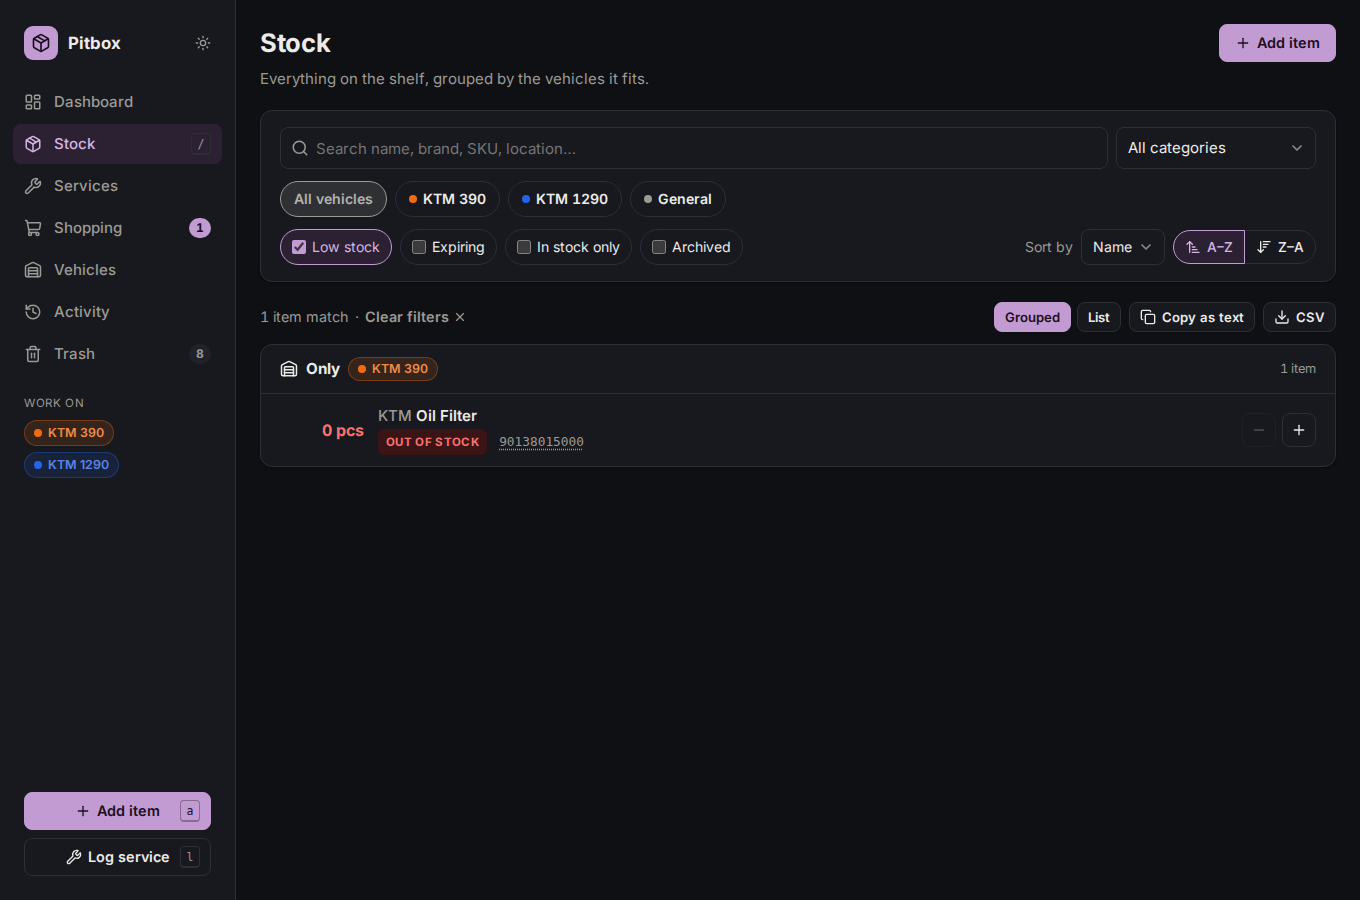 Pitbox
Dashboard
Stock /
Services
Shopping 1
Vehicles
Activity
Trash 8
WORK ON
KTM 390
KTM 1290
Add item a
Log service l
Stock
Add item
Everything on the shelf, grouped by the vehicles it fits.
Search name, brand, SKU, location...
All categories
All vehicles KTM 390 KTM 1290 General
Low stock Expiring In stock only Archived Sort by Name A–Z Z–A
1 item match · Clear filters
Grouped List Copy as text CSV
Only KTM 390 1 item
0 pcs
KTM Oil Filter
OUT OF STOCK 90138015000